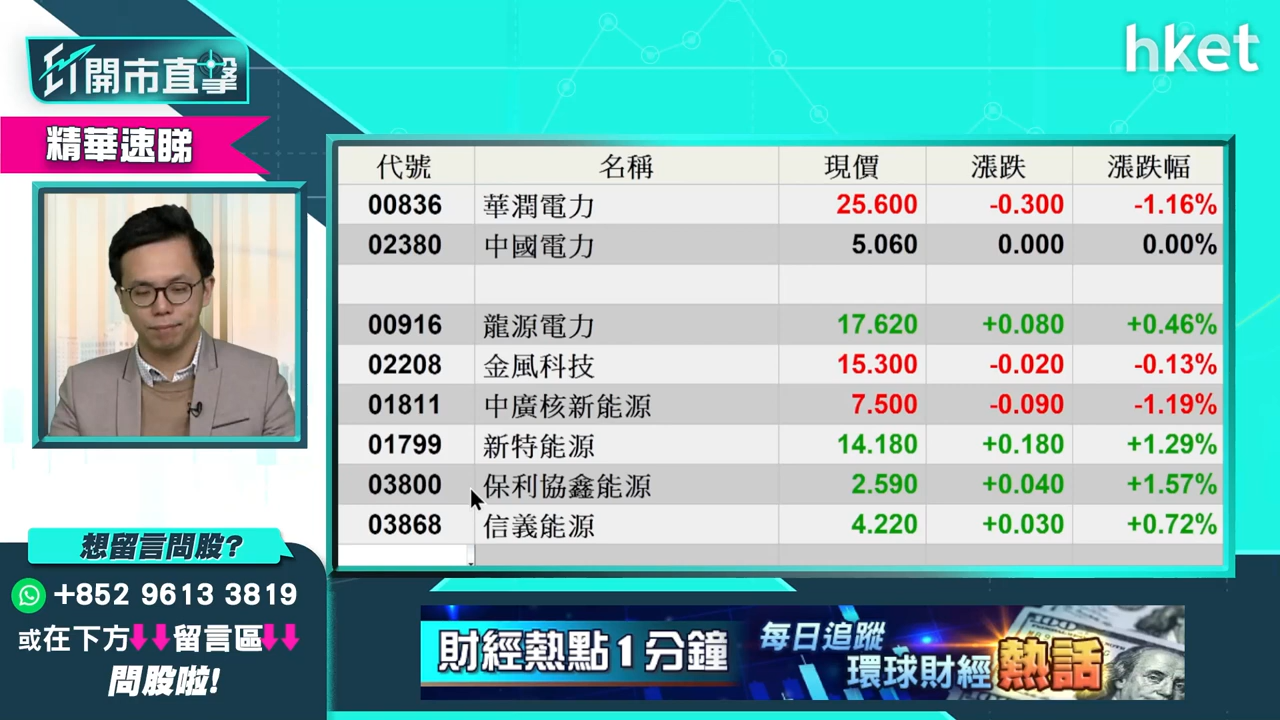 hket
ET開市直擊
精華速睇
代號 名稱 現價 漲跌 漲跌幅
00836 華潤電力 25.600 -0.300 -1.16%
02380 中國電力 5.060 0.000 0.00%
00916 龍源電力 17.620 +0.080 +0.46%
02208 金風科技 15.300 -0.020 -0.13%
01811 中廣核新能源 7.500 -0.090 -1.19%
01799 新特能源 14.180 +0.180 +1.29%
03800 保利協鑫能源 2.590 +0.040 +1.57%
03868 信義能源 4.220 +0.030 +0.72%
想留言問股?
+852 9613 3819
或在下方留言區
問股啦!
財經熱點1分鐘
每日追蹤
環球財經熱話
100